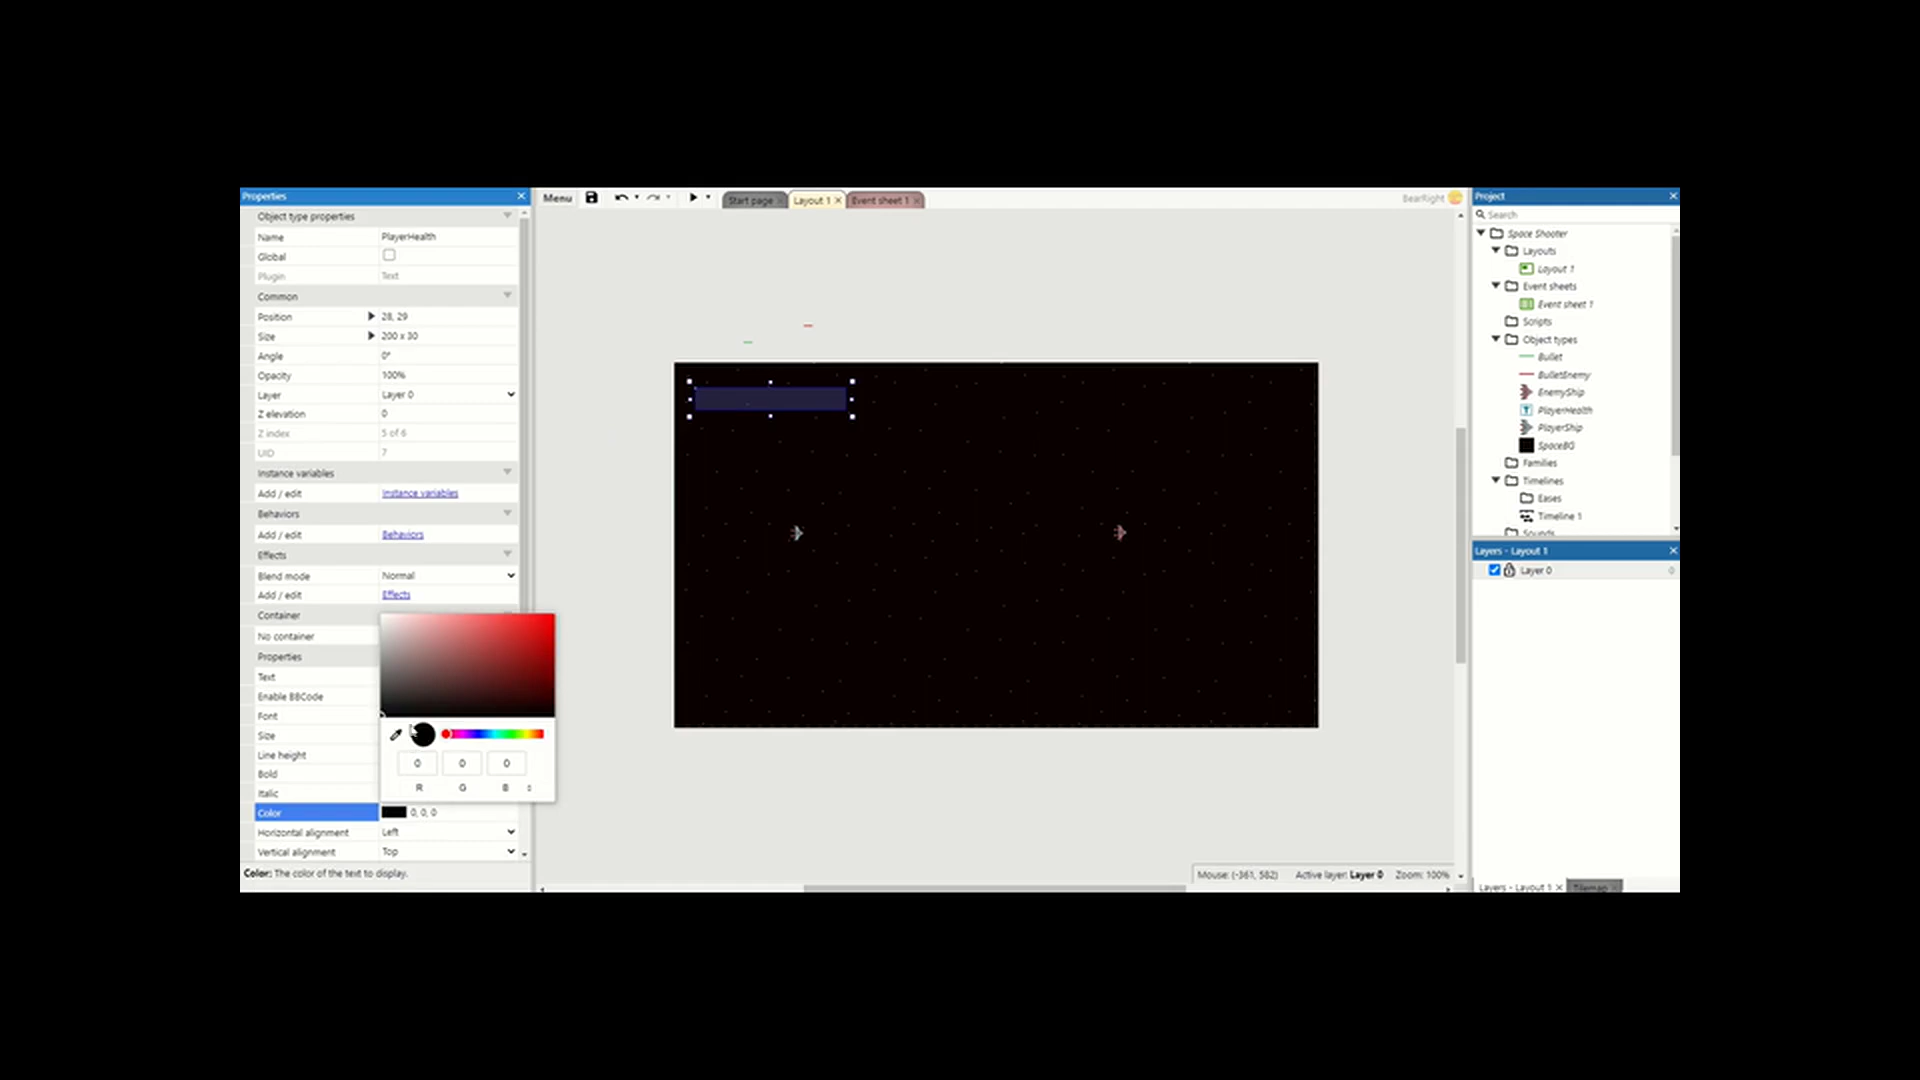 Properties
Object type properties
Name PlayerHealth
Global
Plugin Text
Common
Position 28, 29
Size 200 x 30
Angle 0°
Opacity 100%
Layer Layer 0
Z elevation 0
Z index 5 of 6
UID 7
Instance variables
Add / edit Instance variables
Behaviors
Add / edit Behaviors
Effects
Blend mode Normal
Add / edit Effects
Container
No container
Properties
Text
Enable BBCode
Font
Size
Line height
Bold
Italic
0 0 0
R G B
Color 0, 0, 0
Horizontal alignment Left
Vertical alignment Top
Color: The color of the text to display.
Menu
Start page
Layout 1
Event sheet 1
BearRight
Mouse: (-361, 582) Active layer: Layer 0 Zoom: 100%
Project
Search
Space Shooter
Layouts
Layout 1
Event sheets
Event sheet 1
Scripts
Object types
Bullet
BulletEnemy
EnemyShip
PlayerHealth
PlayerShip
SpaceBG
Families
Timelines
Eases
Timeline 1
Sounds
Layers - Layout 1
Layer 0 0
Layers - Layout 1 Tilemap